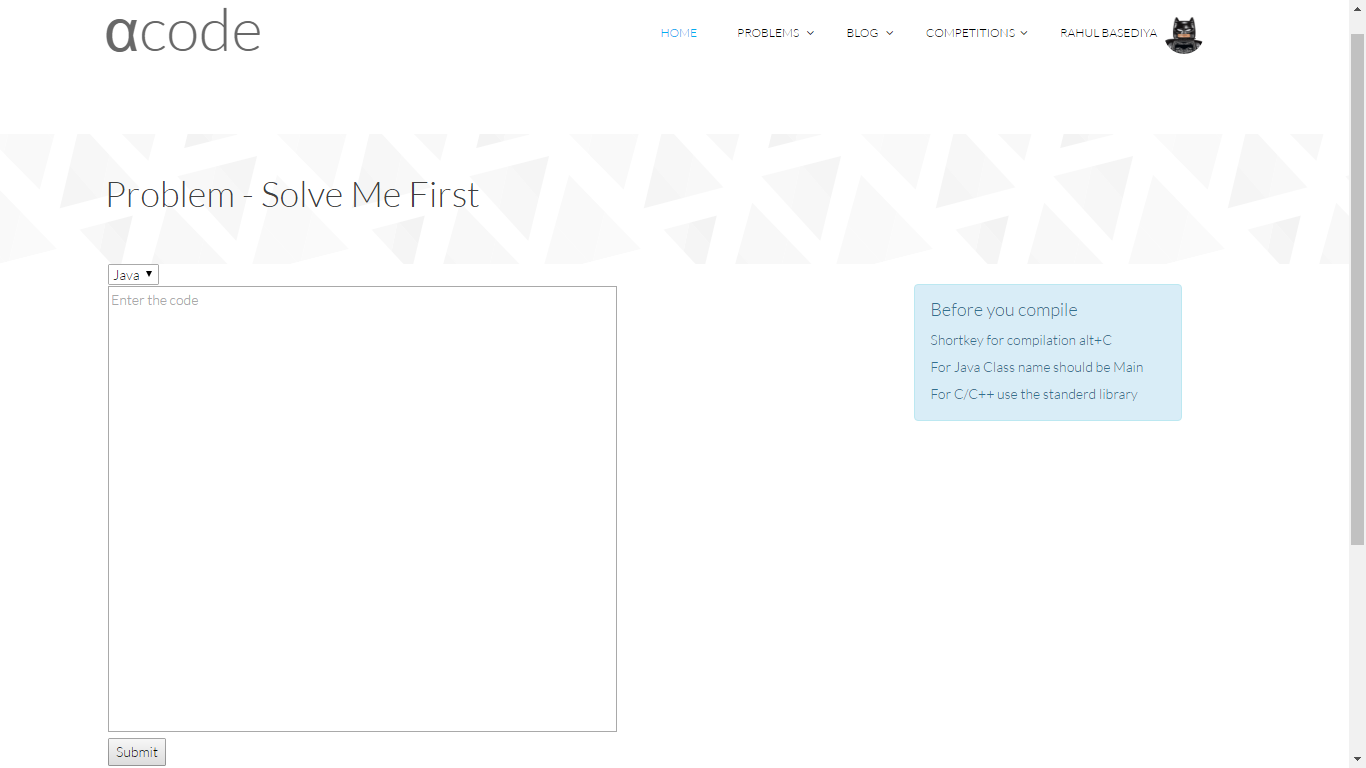 αcode
HOME PROBLEMS BLOG COMPETITIONS RAHUL BASEDIYA
Problem - Solve Me First
Java
Enter the code
Before you compile
Shortkey for compilation alt+C
For Java Class name should be Main
For C/C++ use the standerd library
Submit